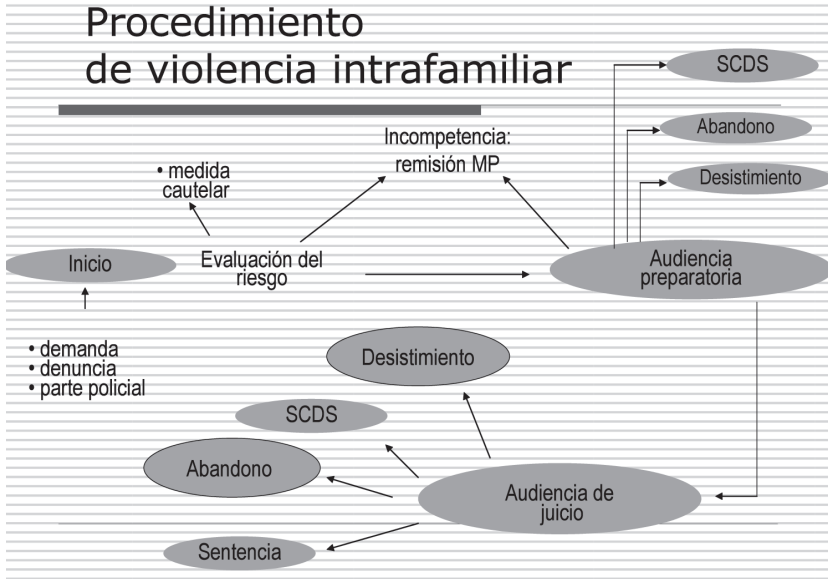 Procedimiento
de violencia intrafamiliar
SCDS
Abandono
Desistimiento
Incompetencia:
remisión MP
• medida
cautelar
Inicio
Evaluación del
riesgo
Audiencia
preparatoria
• demanda
• denuncia
• parte policial
Desistimiento
SCDS
Abandono
Audiencia de
juicio
Sentencia